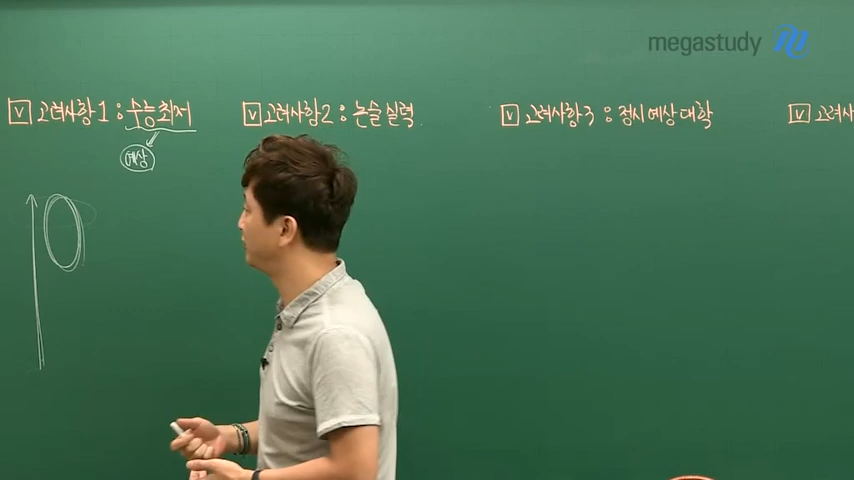 megastudy
V 고려사항1 : 수능최저
V 고려사항2 : 논술실력
V 고려사항3 : 정시예상대학
V 고려사
예상